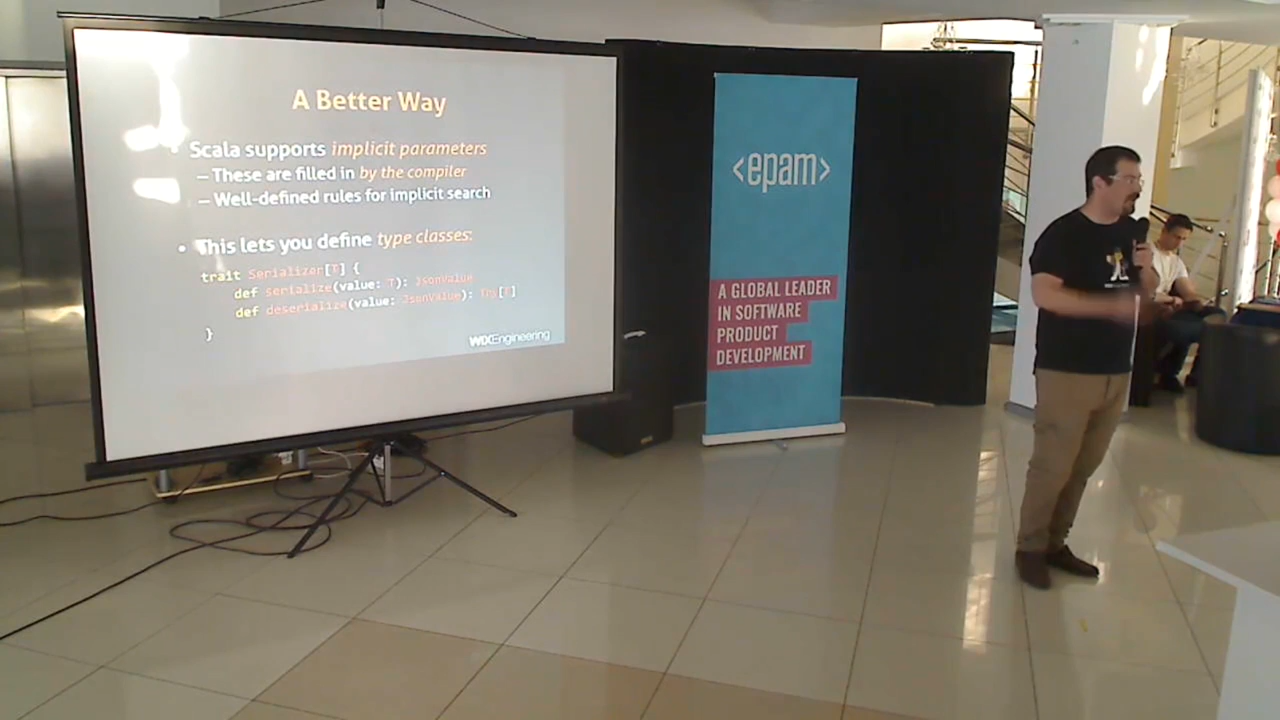 A Better Way
• Scala supports implicit parameters
– These are filled in by the compiler
– Well-defined rules for implicit search
• This lets you define type classes:
trait Serializer[T] {
def serialize(value: T): JsonValue
def deserialize(value: JsonValue): Try[T]
}
WIXEngineering
<epam>
A GLOBAL LEADER
IN SOFTWARE
PRODUCT
DEVELOPMENT